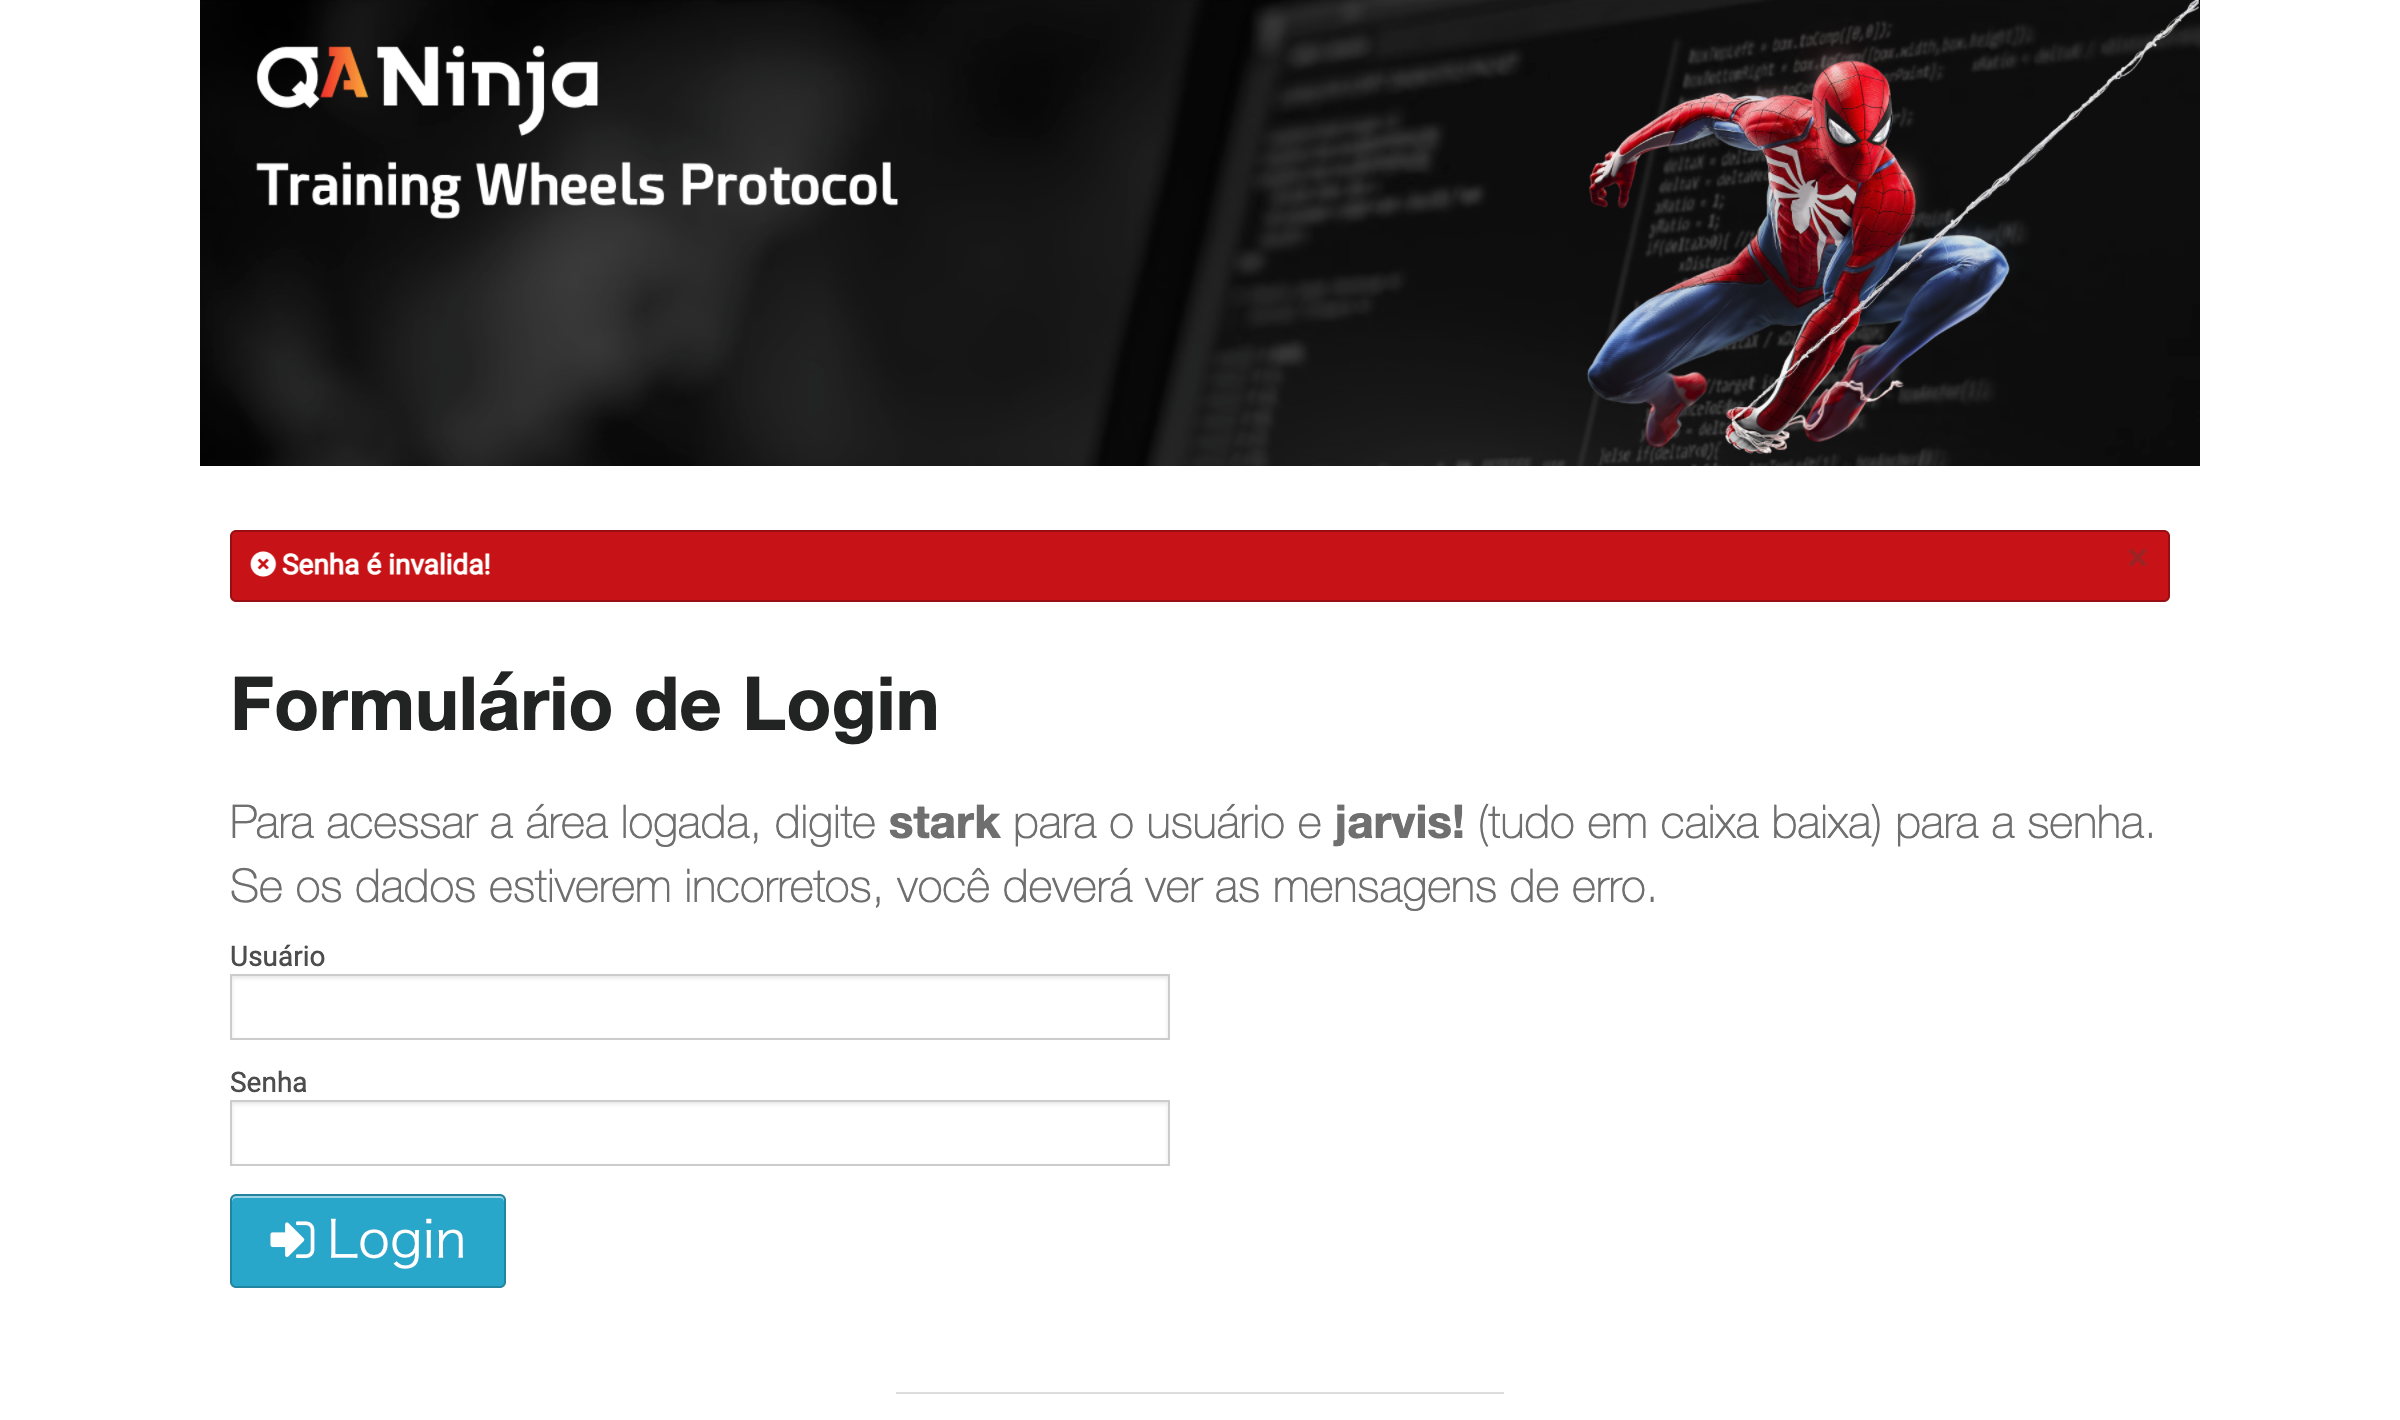 QANinja
Training Wheels Protocol
Senha é invalida!
×
Formulário de Login
Para acessar a área logada, digite stark para o usuário e jarvis! (tudo em caixa baixa) para a senha.
Se os dados estiverem incorretos, você deverá ver as mensagens de erro.
Usuário
Senha
Login